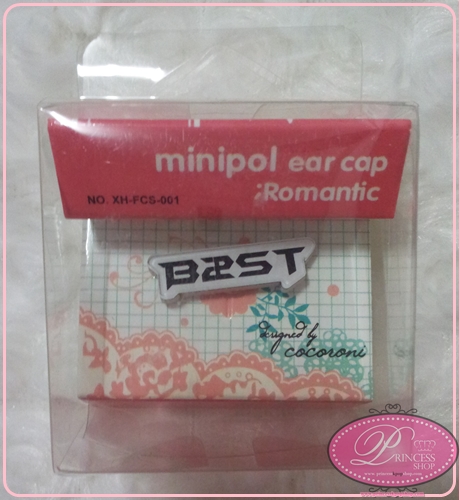 minipol ear cap
;Romantic
NO. XH-FCS-001
B2ST
designed by
cocoroni
PRINCESS
SHOP